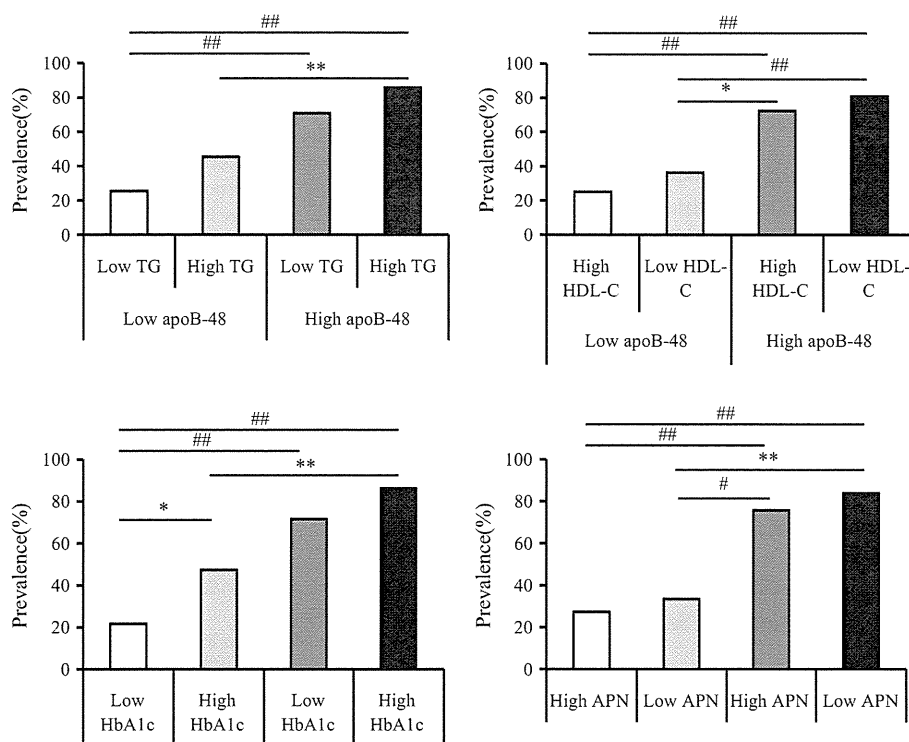 ##
##
**
Prevalence(%)
100
80
60
40
20
0
Low TG
High TG
Low TG
High TG
Low apoB-48
High apoB-48
##
##
##
*
Prevalence(%)
100
80
60
40
20
0
High
HDL-C
Low HDL-
C
High
HDL-C
Low HDL-
C
Low apoB-48
High apoB-48
##
##
**
*
Prevalence(%)
100
80
60
40
20
0
Low
HbA1c
High
HbA1c
Low
HbA1c
High
HbA1c
##
##
**
#
Prevalence(%)
100
80
60
40
20
0
High APN
Low APN
High APN
Low APN